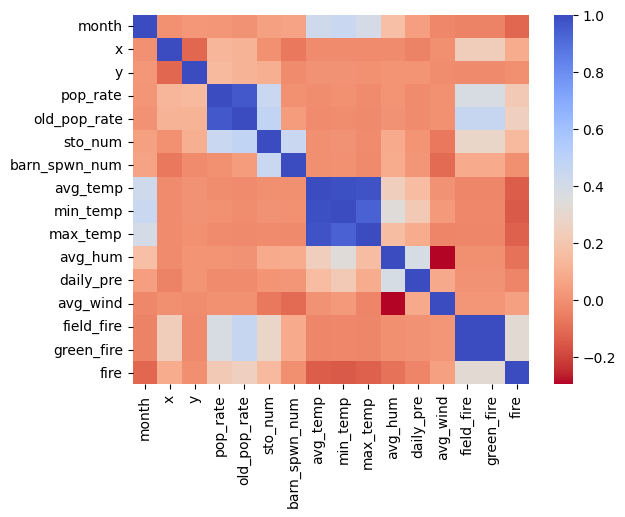 month
x
y
pop_rate
old_pop_rate
sto_num
barn_spwn_num
avg_temp
min_temp
max_temp
avg_hum
daily_pre
avg_wind
field_fire
green_fire
fire
month
x
y
pop_rate
old_pop_rate
sto_num
barn_spwn_num
avg_temp
min_temp
max_temp
avg_hum
daily_pre
avg_wind
field_fire
green_fire
fire
1.0
0.8
0.6
0.4
0.2
0.0
−0.2